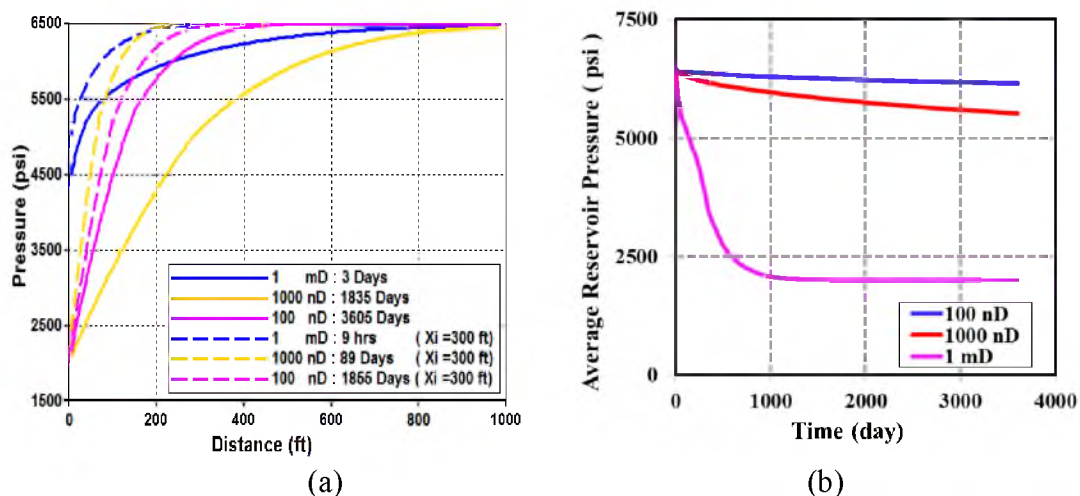 6500
5500
4500
3500
2500
1500
Pressure (psi)
0
200
400
600
800
1000
Distance (ft)
1 mD : 3 Days
1000 nD : 1835 Days
100 nD : 3605 Days
1 mD : 9 hrs ( Xi =300 ft)
1000 nD : 89 Days ( Xi =300 ft)
100 nD : 1855 Days ( Xi =300 ft)
(a)
7500
5000
2500
0
Average Reservoir Pressure ( psi )
0
1000
2000
3000
4000
Time (day)
100 nD
1000 nD
1 mD
(b)